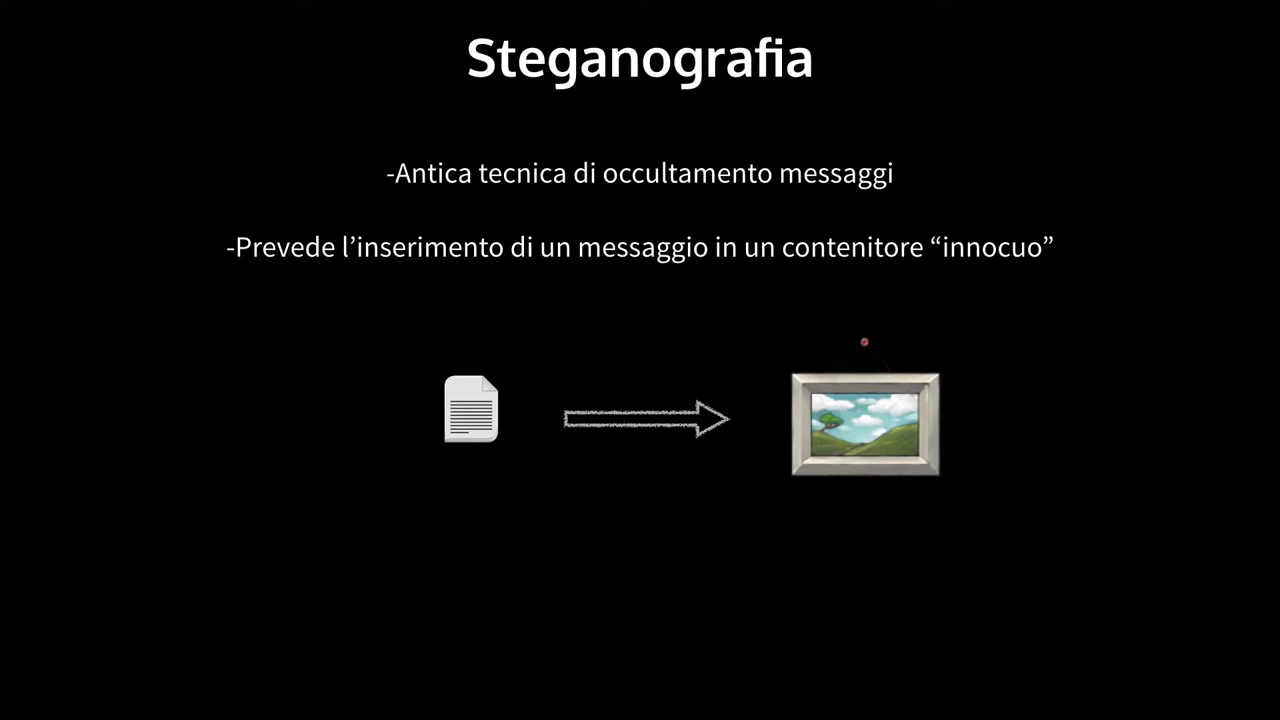 Steganografia
-Antica tecnica di occultamento messaggi
-Prevede l’inserimento di un messaggio in un contenitore “innocuo”